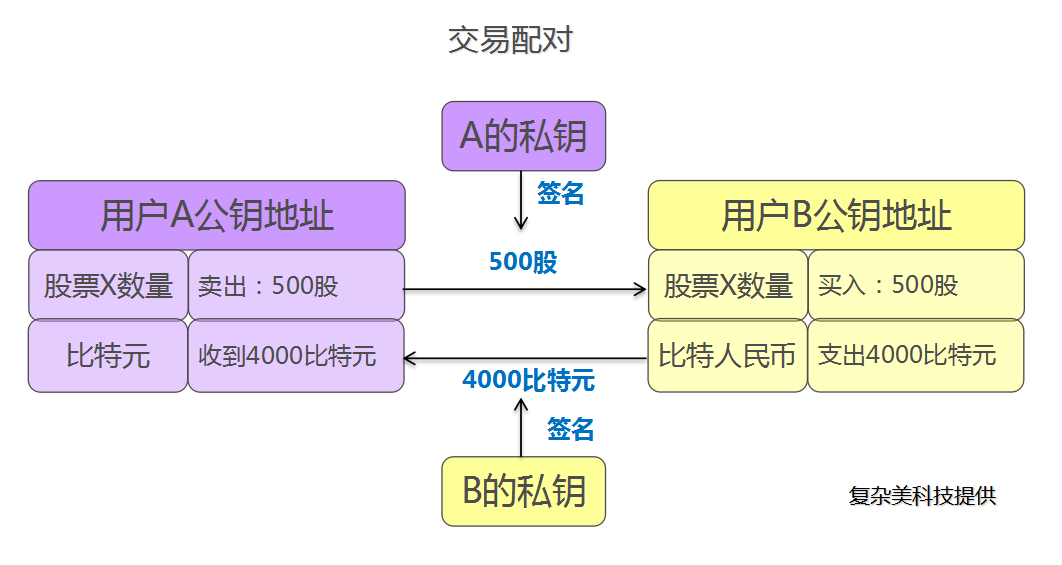 交易配对
A的私钥
签名
用户A公钥地址
用户B公钥地址
500股
股票X数量
卖出：500股
股票X数量
买入：500股
比特元
收到4000比特元
比特人民币
支出4000比特元
4000比特元
签名
B的私钥
复杂美科技提供